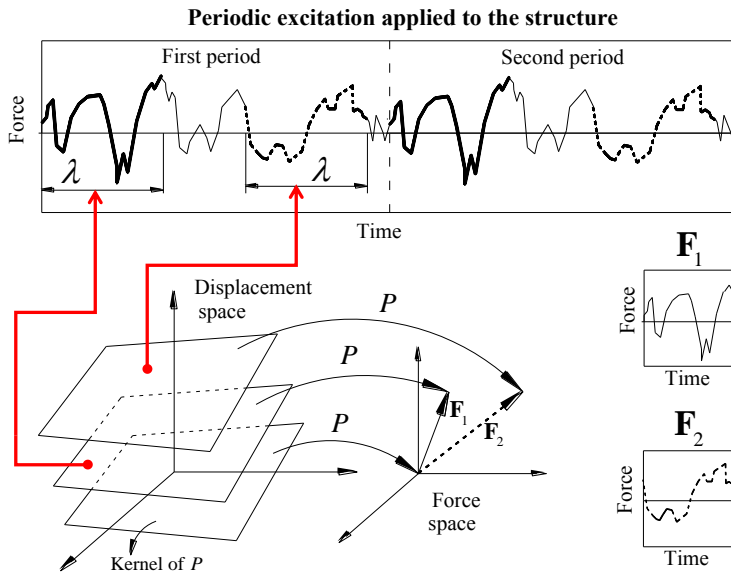 Periodic excitation applied to the structure
First period
Second period
Force
λ
λ
Time
Displacement
space
P
P
P
F1
F2
Force
space
Kernel of P
F1
Force
Time
F2
Force
Time